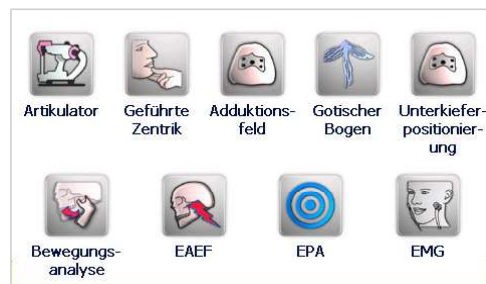 Artikulator Geführte Adduktions- Gotischer Unterkiefer-
Zentrik feld Bogen positionier-
ung
Bewegungs- EAEF EPA EMG
analyse